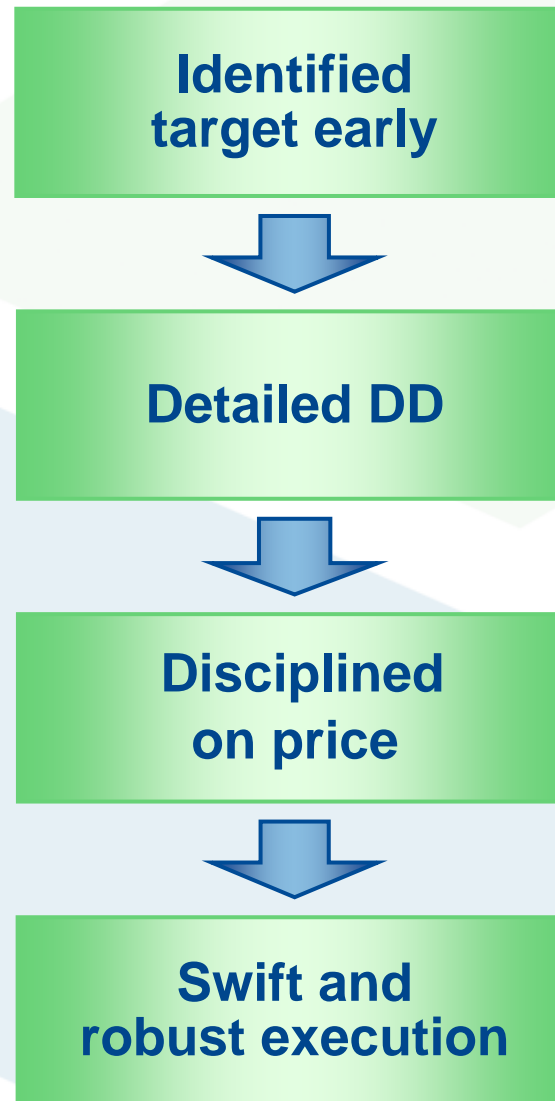 Identified
target early
Detailed DD
Disciplined
on price
Swift and
robust execution